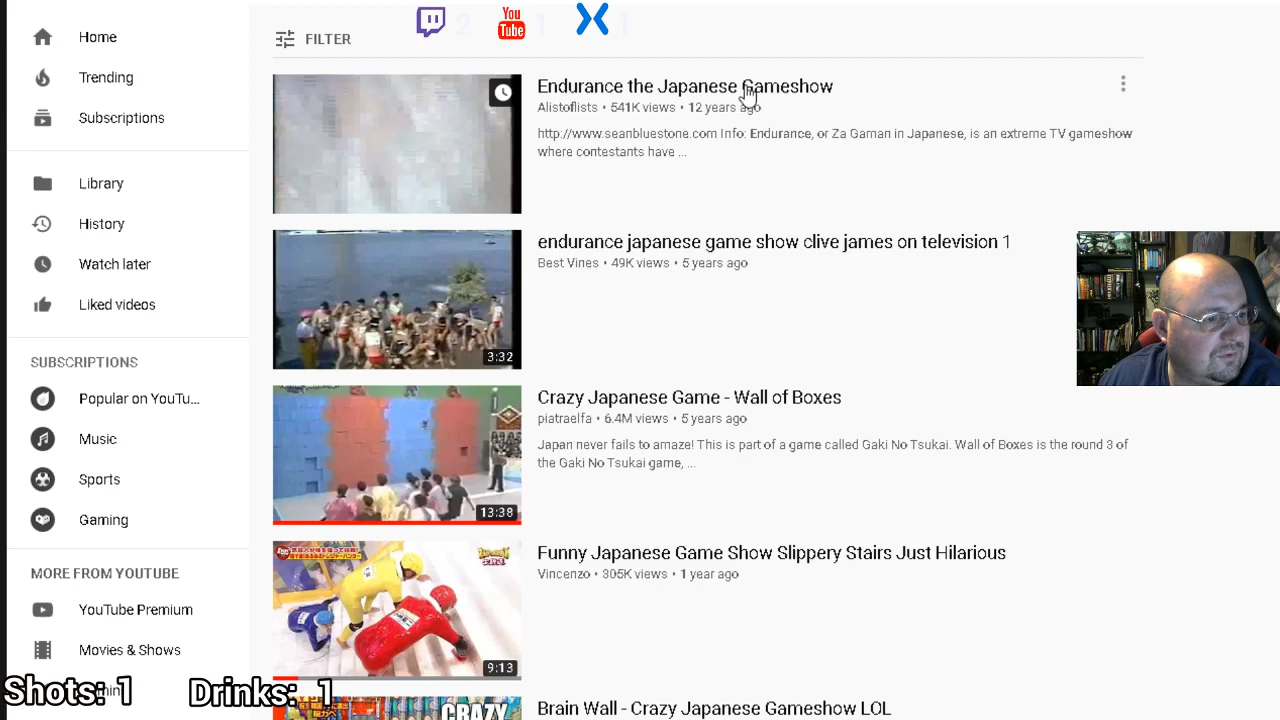 2
You
Tube
1
1
FILTER
Home
Trending
Subscriptions
Library
History
Watch later
Liked videos
SUBSCRIPTIONS
Popular on YouTu...
Music
Sports
Gaming
MORE FROM YOUTUBE
YouTube Premium
Movies & Shows
Shots: 1
Drinks: 1
Endurance the Japanese Gameshow
Alistoflists • 541K views • 12 years ago
http://www.seanbluestone.com Info: Endurance, or Za Gaman in Japanese, is an extreme TV gameshow
where contestants have ...
endurance japanese game show clive james on television 1
Best Vines • 49K views • 5 years ago
3:32
Crazy Japanese Game - Wall of Boxes
piatraelfa • 6.4M views • 5 years ago
Japan never fails to amaze! This is part of a game called Gaki No Tsukai. Wall of Boxes is the round 3 of
the Gaki No Tsukai game, ...
13:38
Funny Japanese Game Show Slippery Stairs Just Hilarious
Vincenzo • 305K views • 1 year ago
9:13
Brain Wall - Crazy Japanese Gameshow LOL
CRAZY